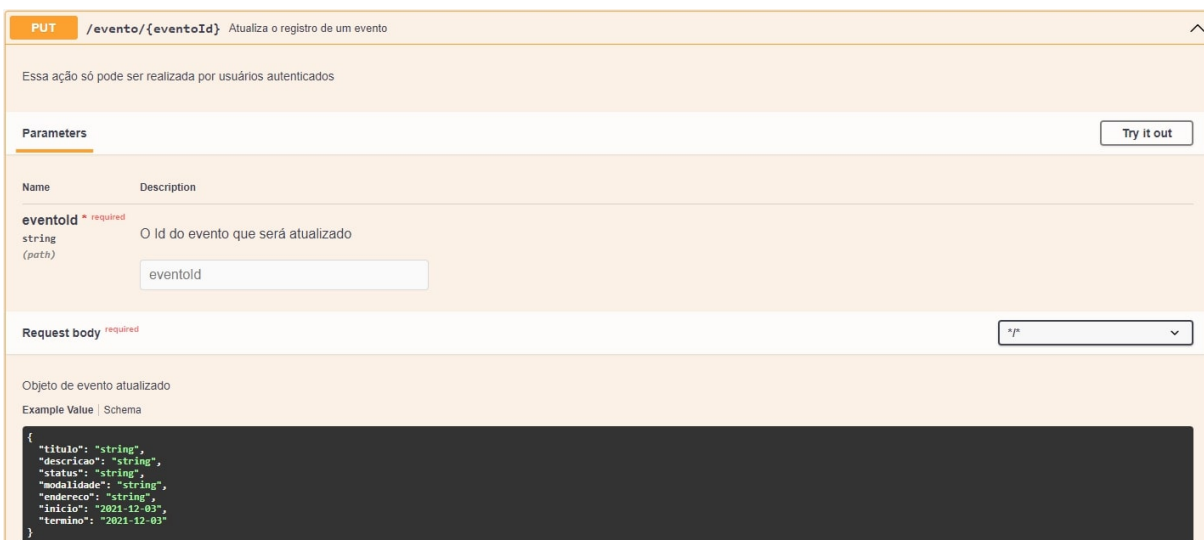 PUT /evento/{eventoId} Atualiza o registro de um evento
Essa ação só pode ser realizada por usuários autenticados
Parameters
Try it out
Name Description
eventoId * required
string
(path)
O Id do evento que será atualizado
eventoId
Request body required
*/*
Objeto de evento atualizado
Example Value | Schema
{
"titulo": "string",
"descricao": "string",
"status": "string",
"modalidade": "string",
"endereco": "string",
"inicio": "2021-12-03",
"termino": "2021-12-03"
}